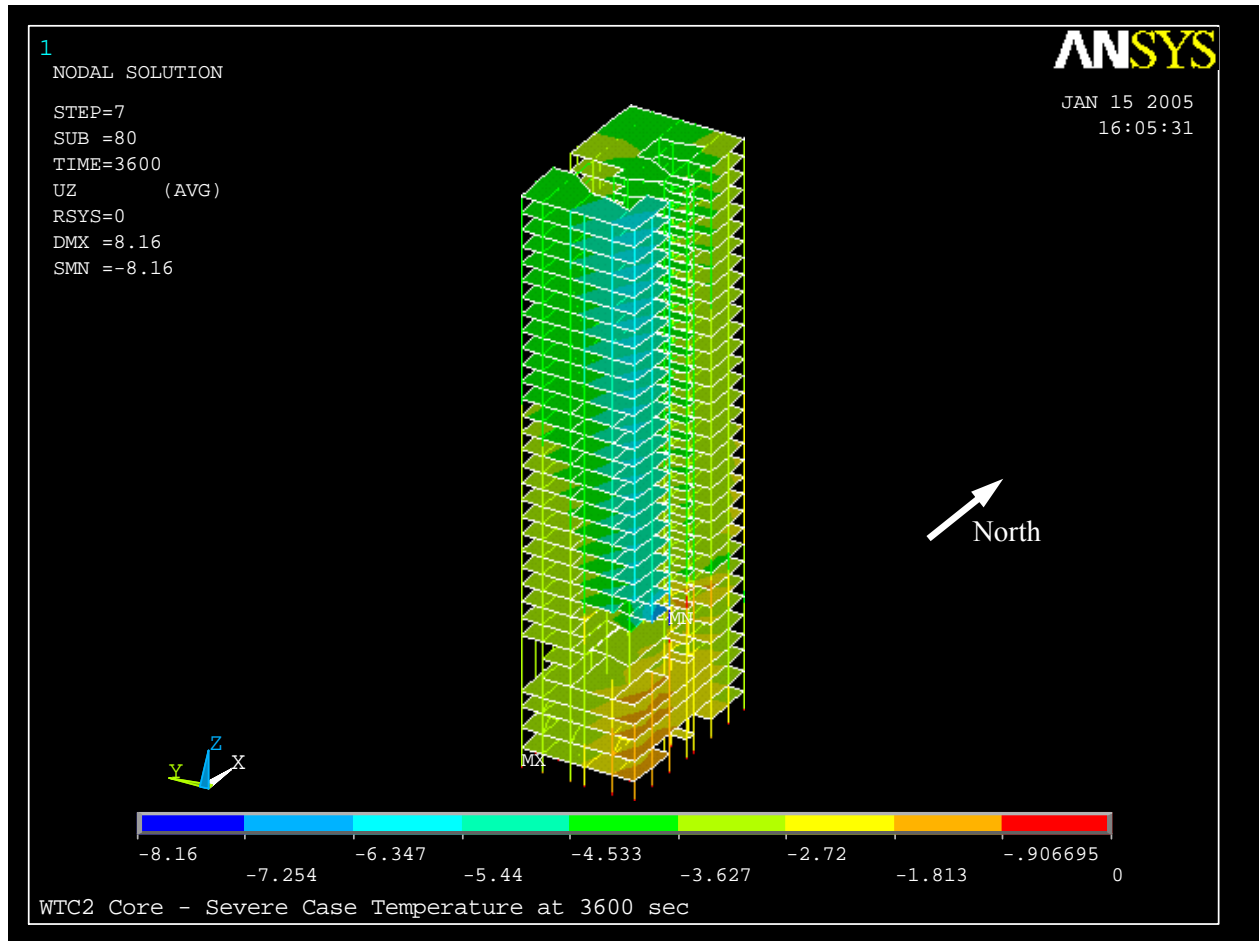 1
NODAL SOLUTION
STEP=7
SUB =80
TIME=3600
UZ (AVG)
RSYS=0
DMX =8.16
SMN =-8.16
ANSYS
JAN 15 2005
16:05:31
North
MN
MX
Z
Y
X
-8.16 -6.347 -4.533 -2.72 -.906695
-7.254 -5.44 -3.627 -1.813 0
WTC2 Core - Severe Case Temperature at 3600 sec